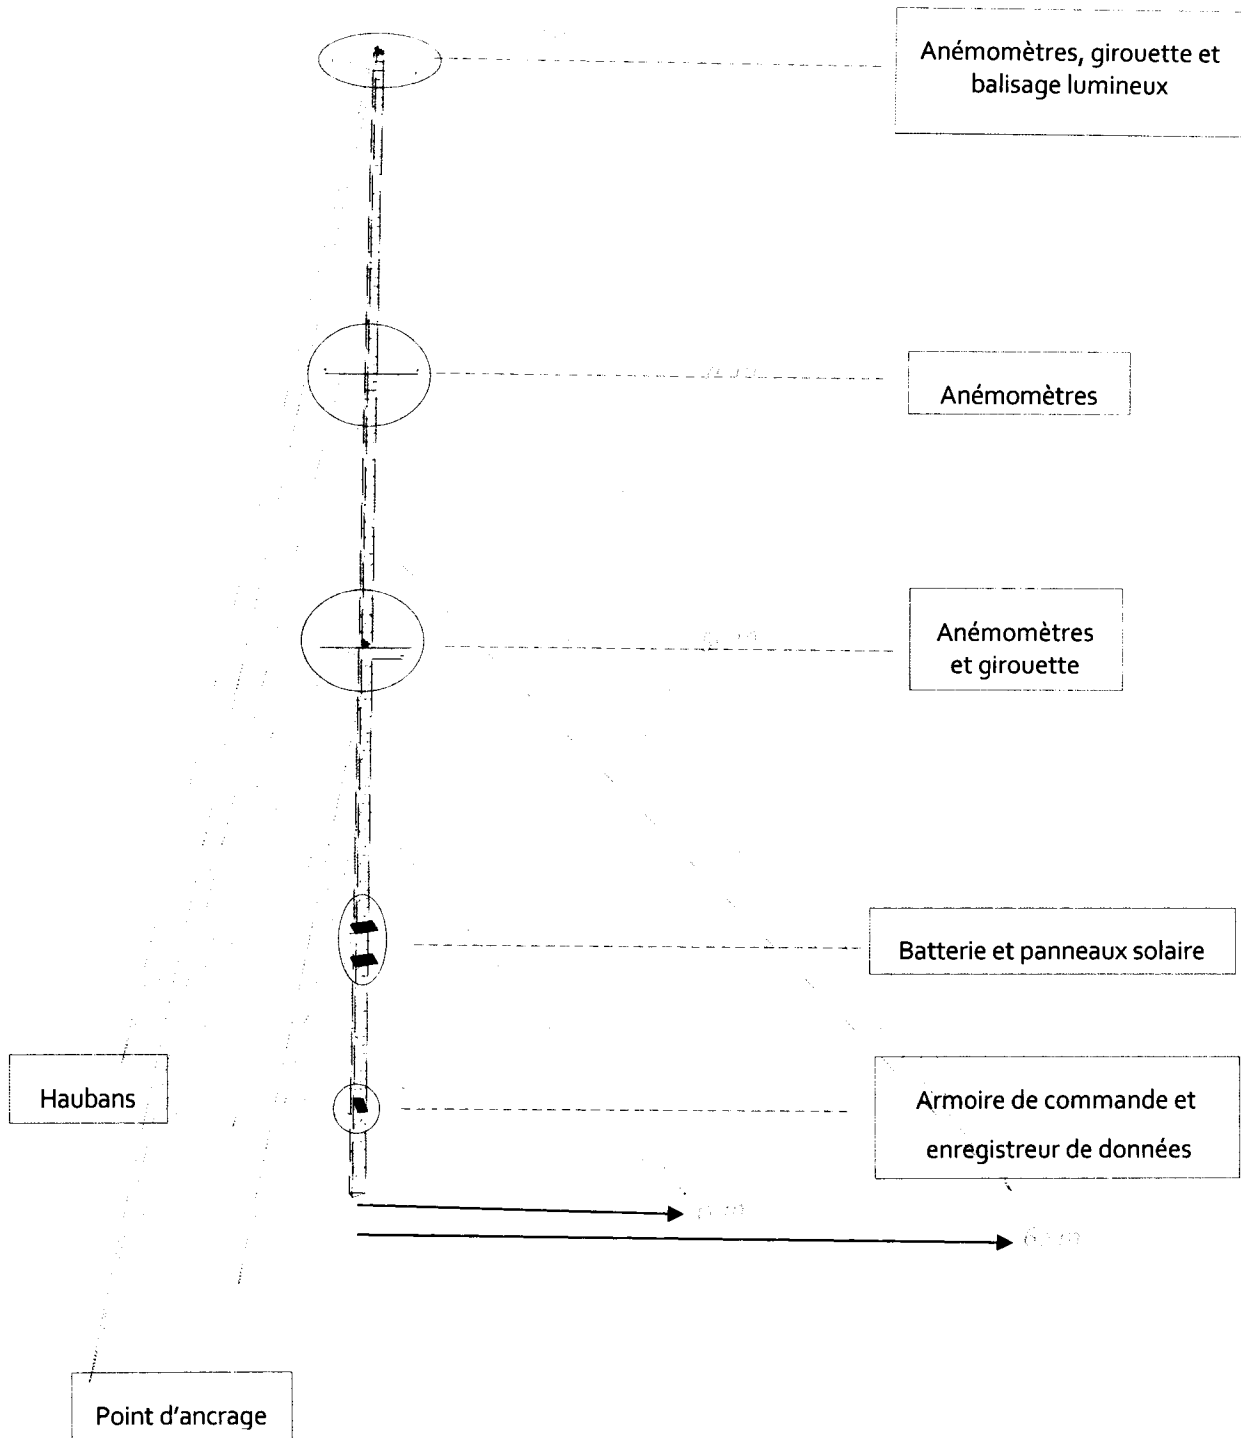 Anémomètres, girouette et
balisage lumineux
Anémomètres
Anémomètres
et girouette
Batterie et panneaux solaire
Haubans
Armoire de commande et
enregistreur de données
Point d'ancrage